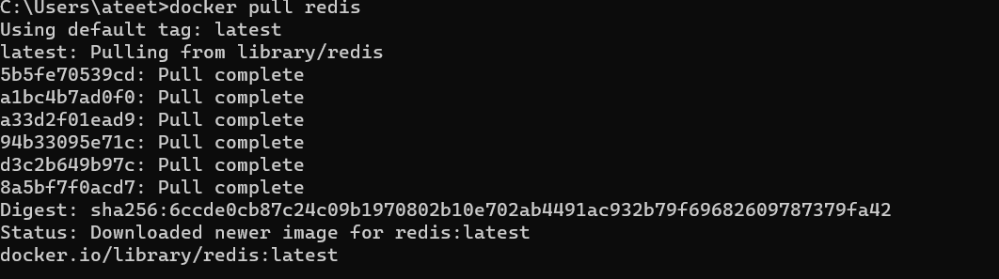 C:\Users\ateet>docker pull redis
Using default tag: latest
latest: Pulling from library/redis
5b5fe70539cd: Pull complete
a1bc4b7ad0f0: Pull complete
a33d2f01ead9: Pull complete
94b33095e71c: Pull complete
d3c2b649b97c: Pull complete
8a5bf7f0acd7: Pull complete
Digest: sha256:6ccde0cb87c24c09b1970802b10e702ab4491ac932b79f69682609787379fa42
Status: Downloaded newer image for redis:latest
docker.io/library/redis:latest